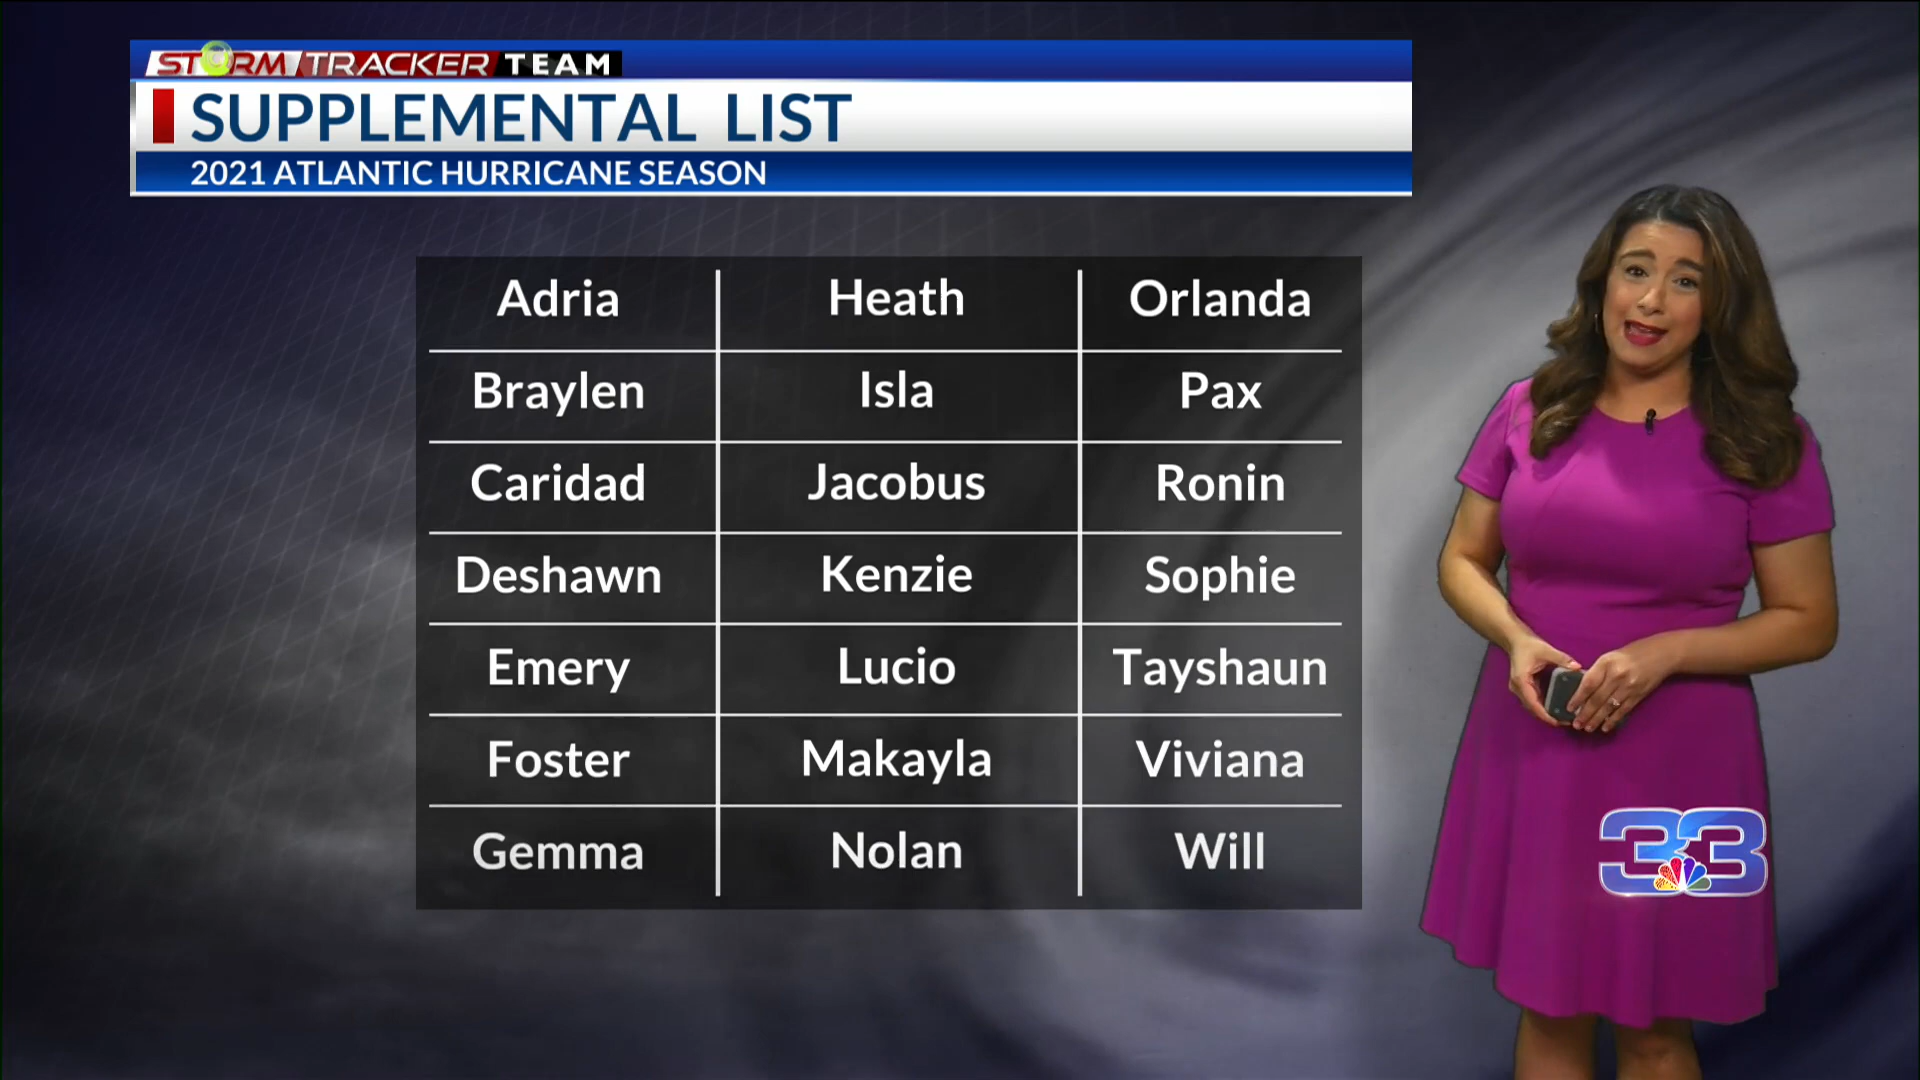 STORM TRACKER TEAM
SUPPLEMENTAL LIST
2021 ATLANTIC HURRICANE SEASON
Adria Heath Orlanda
Braylen Isla Pax
Caridad Jacobus Ronin
Deshawn Kenzie Sophie
Emery Lucio Tayshaun
Foster Makayla Viviana
Gemma Nolan Will
33